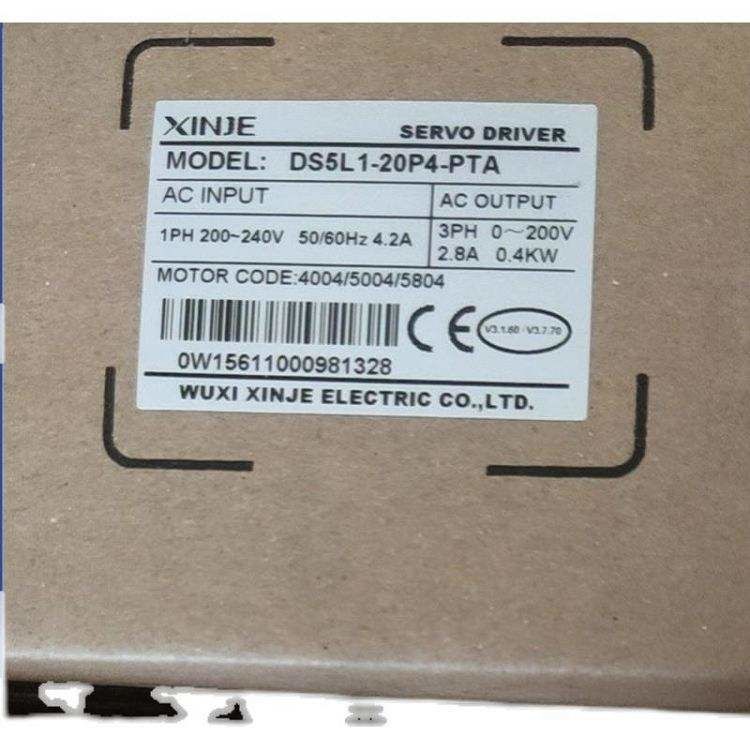 XINJE SERVO DRIVER
MODEL: DS5L1-20P4-PTA
AC INPUT
AC OUTPUT
1PH 200~240V 50/60Hz 4.2A
3PH 0~200V
2.8A 0.4KW
MOTOR CODE:4004/5004/5804
CE
V3.1.60 / V3.7.70
0W15611000981328
WUXI XINJE ELECTRIC CO.,LTD.